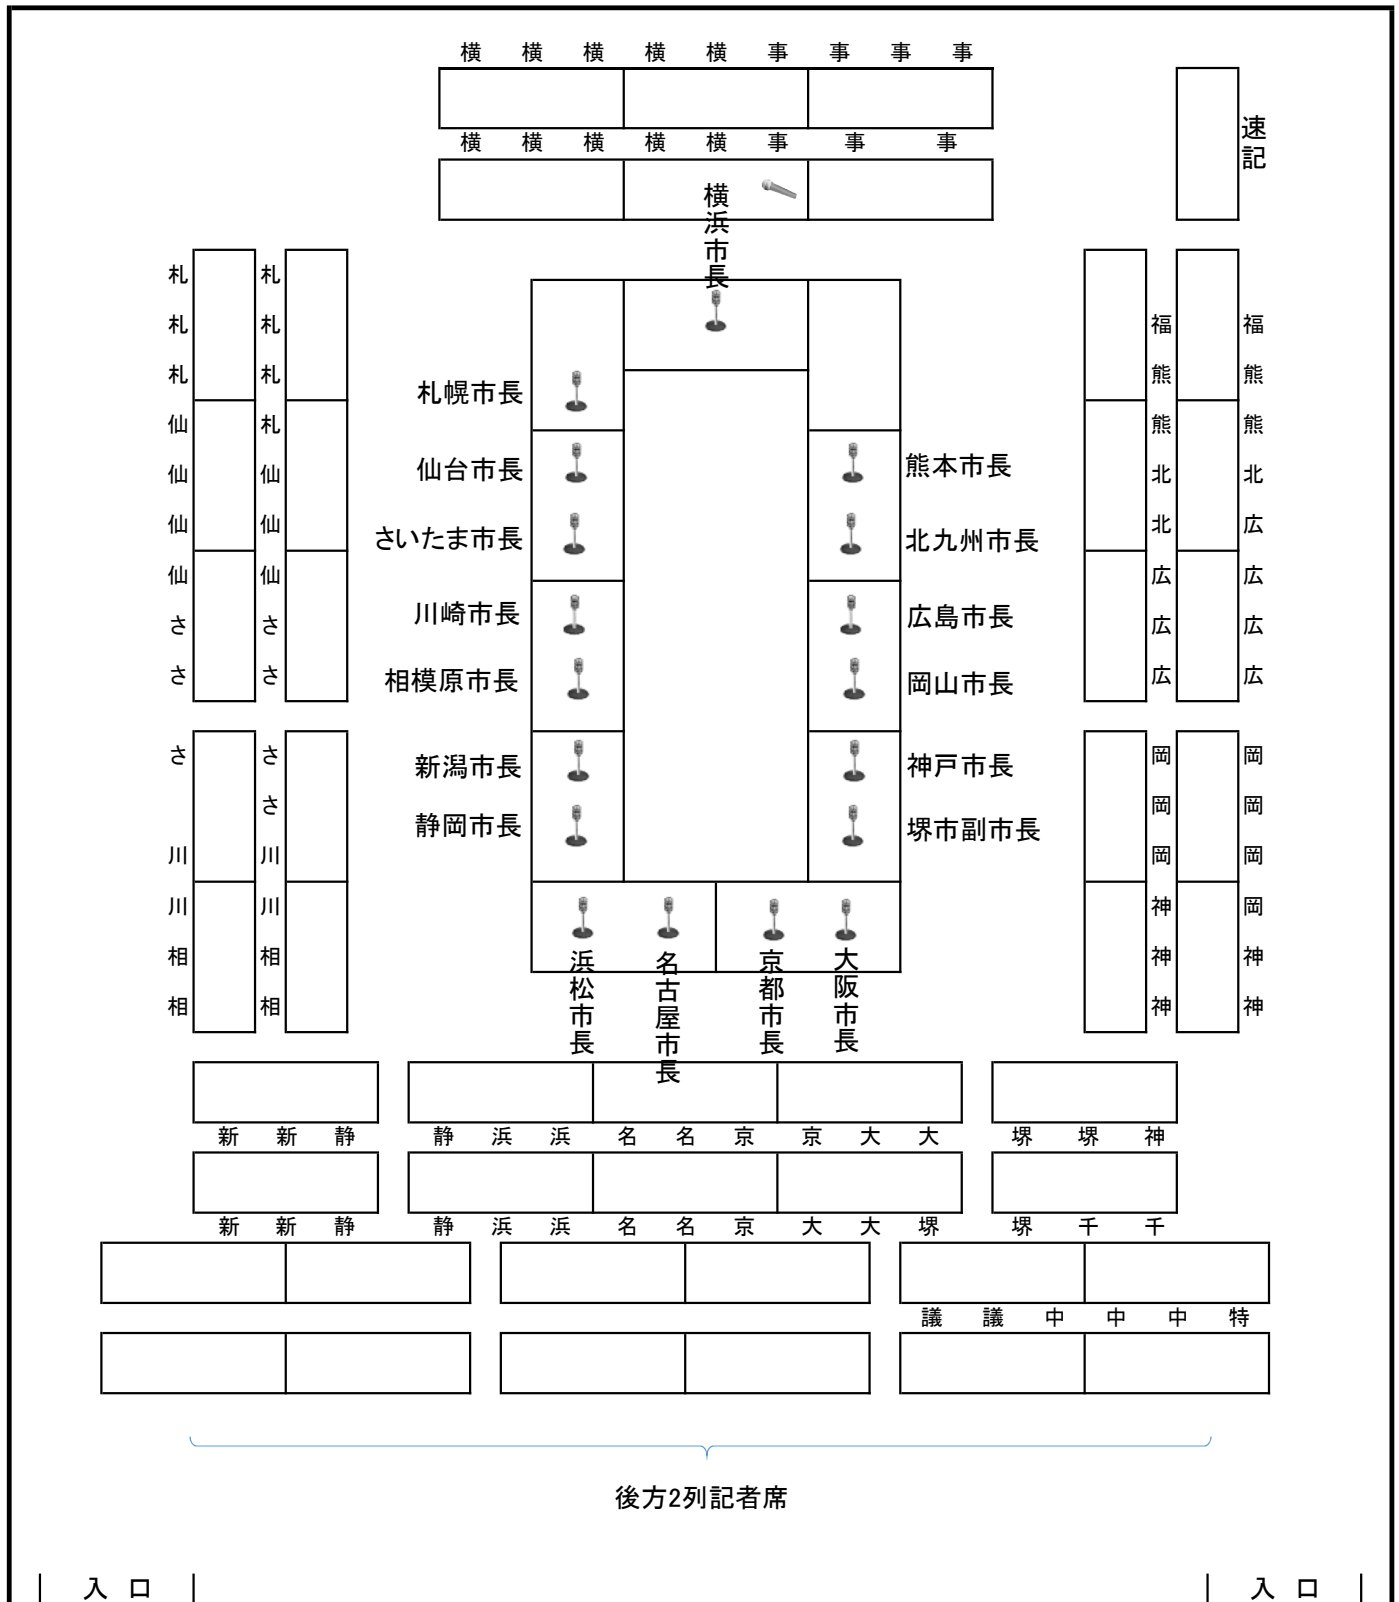 横 横 横 横 横 事 事 事 事
横 横 横 横 横 事 事 事
速記
横浜市長
札 札
札 札
札 札
仙 札
仙 仙
仙 仙
仙 仙
さ さ
さ さ
さ さ
さ
川 川
川 川
相 相
相 相
札幌市長
仙台市長
さいたま市長
川崎市長
相模原市長
新潟市長
静岡市長
浜松市長
名古屋市長
京都市長
大阪市長
熊本市長
北九州市長
広島市長
岡山市長
神戸市長
堺市副市長
福 福
熊 熊
熊 熊
北 北
北 広
広 広
広 広
広 広
岡 岡
岡 岡
岡 岡
神 岡
神 神
神 神
新 新 静 静 浜 浜 名 名 京 京 大 大 堺 堺 神
新 新 静 静 浜 浜 名 名 京 大 大 堺 堺 千 千
議 議 中 中 中 特
後方2列記者席
入 口 入 口